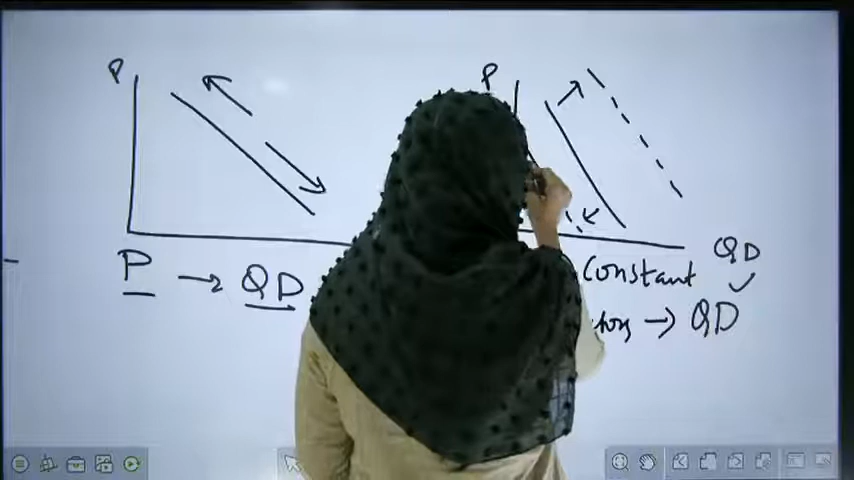 P
P
QD
P → QD
Constant
→ QD